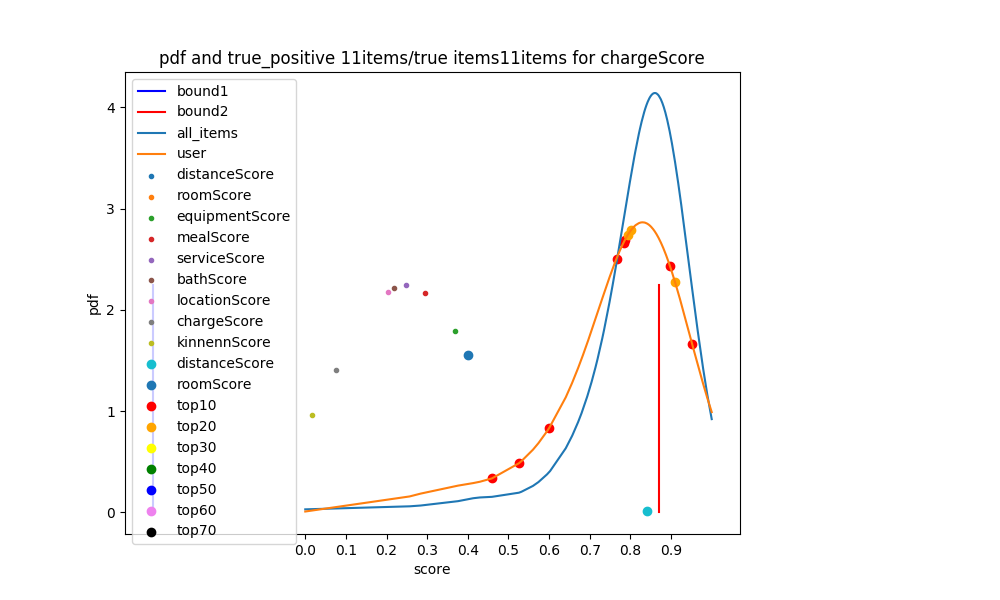 pdf and true_positive 11items/true items11items for chargeScore
bound1
bound2
all_items
user
distanceScore
roomScore
equipmentScore
mealScore
serviceScore
bathScore
locationScore
chargeScore
kinnennScore
distanceScore
roomScore
top10
top20
top30
top40
top50
top60
top70
pdf
4
3
2
1
0
0.0 0.1 0.2 0.3 0.4 0.5 0.6 0.7 0.8 0.9
score